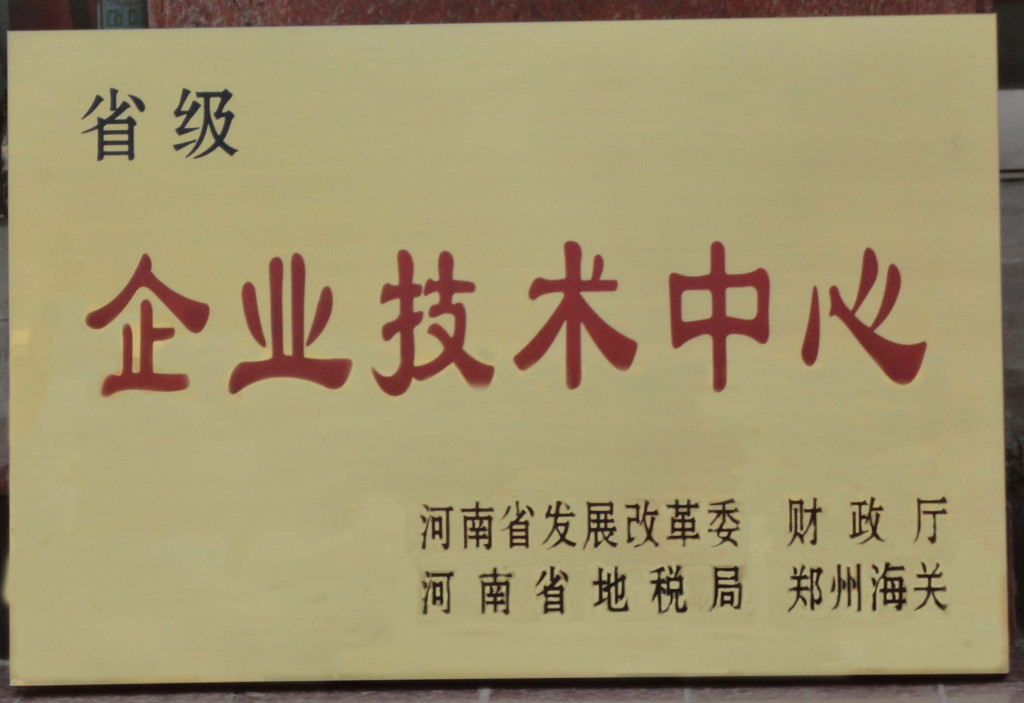 省级
企业技术中心
河南省发展改革委 财政厅
河南省地税局 郑州海关